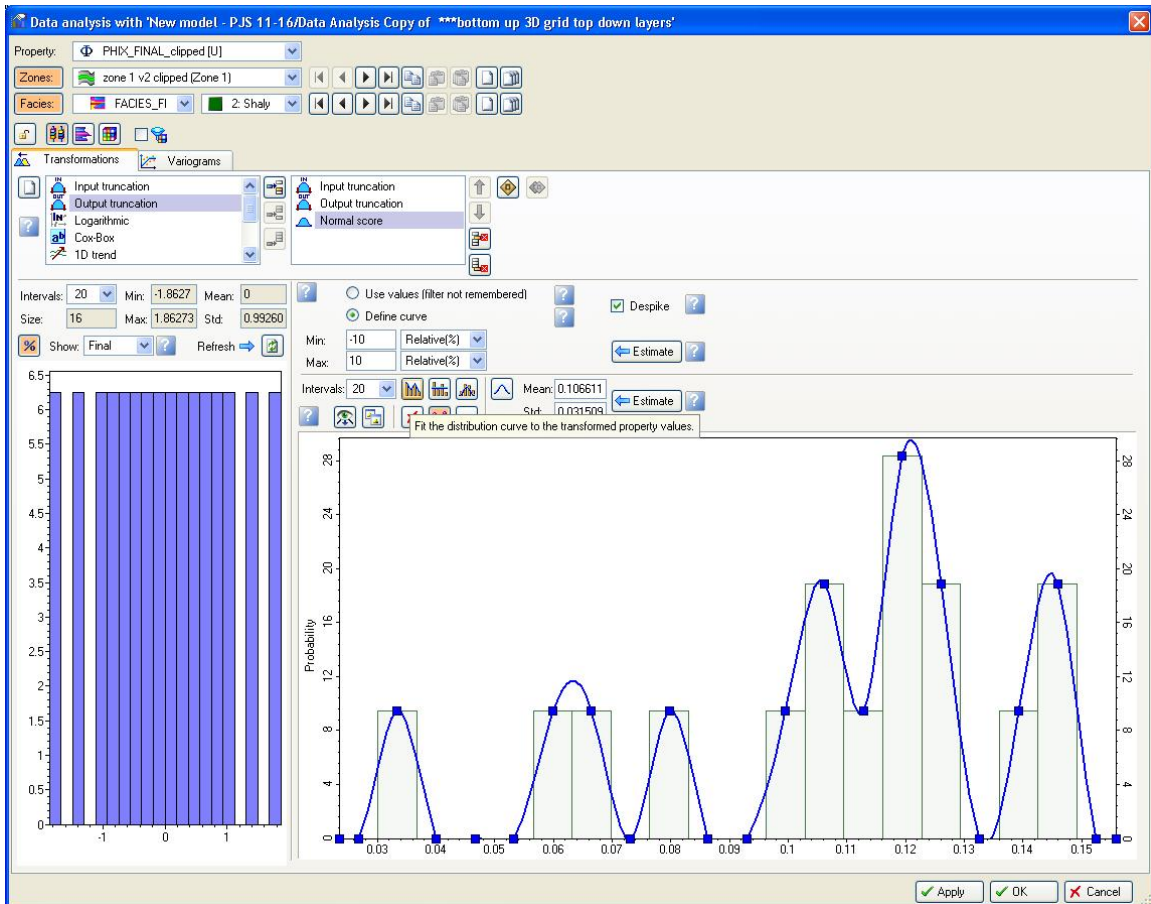 Data analysis with 'New model - PJS 11-16/Data Analysis Copy of ***bottom up 3D grid top down layers'
Property: Φ PHIX_FINAL_clipped [U]
Zones: zone 1 v2 clipped (Zone 1)
Facies: FACIES_FI 2: Shaly
Transformations Variograms
Input truncation
Output truncation
Logarithmic
Cox-Box
1D trend
Input truncation
Output truncation
Normal score
Intervals: 20 Min: -1.8627 Mean: 0
Size: 16 Max: 1.86273 Std: 0.99260
% Show: Final Refresh
Use values (filter not remembered)
Define curve
Despike
Min: -10 Relative(%)
Max: 10 Relative(%)
Estimate
Intervals: 20 Mean: 0.106611
Std: 0.031509
Estimate
Fit the distribution curve to the transformed property values.
6.5
6
5.5
5
4.5
4
3.5
3
2.5
2
1.5
1
0.5
0
-1 0 1
Probability
28
24
20
16
12
8
4
0
28
24
20
16
12
8
4
0
0.03 0.04 0.05 0.06 0.07 0.08 0.09 0.1 0.11 0.12 0.13 0.14 0.15
Apply OK Cancel